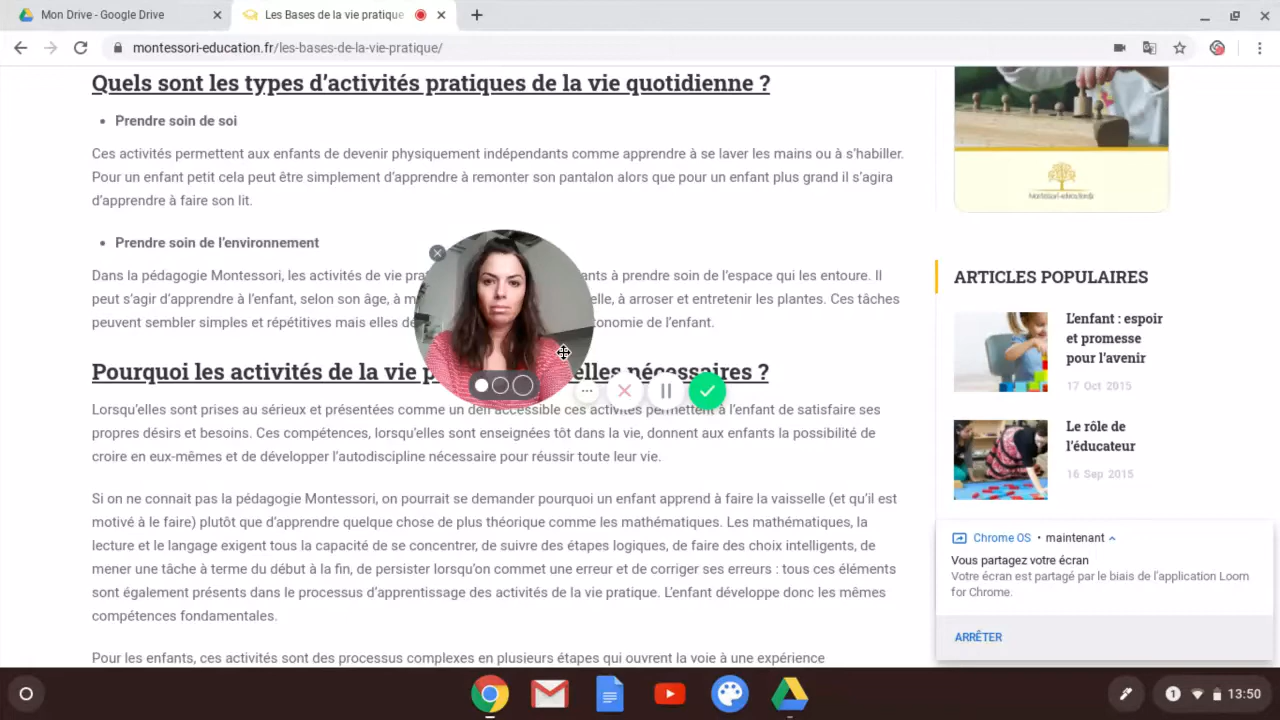 Mon Drive - Google Drive
Les Bases de la vie pratique
montessori-education.fr/les-bases-de-la-vie-pratique/
Quels sont les types d’activités pratiques de la vie quotidienne ?
• Prendre soin de soi
Ces activités permettent aux enfants de devenir physiquement indépendants comme apprendre à se laver les mains ou à s’habiller.
Pour un enfant petit cela peut être simplement d’apprendre à remonter son pantalon alors que pour un enfant plus grand il s’agira
d’apprendre à faire son lit.
• Prendre soin de l’environnement
Dans la pédagogie Montessori, les activités de vie à prendre soin de l’espace qui les entoure. Il
peut s’agir d’apprendre à l’enfant, selon son âge, à à arroser et entretenir les plantes. Ces tâches
peuvent sembler simples et répétitives mais elles de l’enfant.
Pourquoi les activités de la vie nécessaires ?
Lorsqu’elles sont prises au sérieux et présentées comme un défi accessible ces activités permettent à l’enfant de satisfaire ses
propres désirs et besoins. Ces compétences, lorsqu’elles sont enseignées tôt dans la vie, donnent aux enfants la possibilité de
croire en eux-mêmes et de développer l’autodiscipline nécessaire pour réussir toute leur vie.
Si on ne connait pas la pédagogie Montessori, on pourrait se demander pourquoi un enfant apprend à faire la vaisselle (et qu’il est
motivé à le faire) plutôt que d’apprendre quelque chose de plus théorique comme les mathématiques. Les mathématiques, la
lecture et le langage exigent tous la capacité de se concentrer, de suivre des étapes logiques, de faire des choix intelligents, de
mener une tâche à terme du début à la fin, de persister lorsqu’on commet une erreur et de corriger ses erreurs : tous ces éléments
sont également présents dans le processus d’apprentissage des activités de la vie pratique. L’enfant développe donc les mêmes
compétences fondamentales.
Pour les enfants, ces activités sont des processus complexes en plusieurs étapes qui ouvrent la voie à une expérience
ARTICLES POPULAIRES
L’enfant : espoir
et promesse
pour l’avenir
17 Oct 2015
Le rôle de
l’éducateur
16 Sep 2015
Chrome OS • maintenant
Vous partagez votre écran
Votre écran est partagé par le biais de l’application Loom
for Chrome.
ARRÊTER
1
13:50